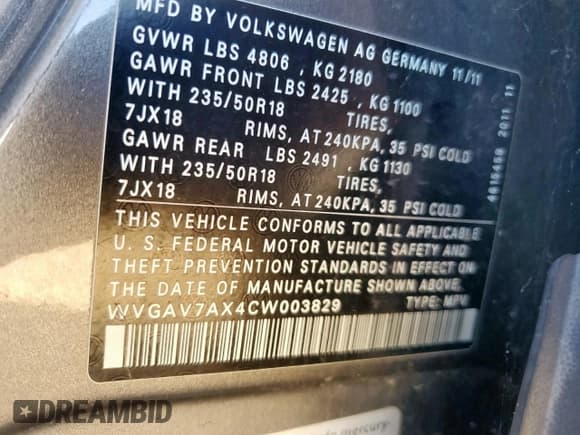 MFD BY VOLKSWAGEN AG GERMANY 11/11
GVWR LBS 4806 , KG 2180
GAWR FRONT LBS 2425 , KG 1100
WITH 235/50R18 TIRES,
7JX18 RIMS, AT 240KPA, 35 PSI COLD
GAWR REAR LBS 2491 , KG 1130
WITH 235/50R18 TIRES,
7JX18 RIMS, AT 240KPA, 35 PSI COLD
THIS VEHICLE CONFORMS TO ALL APPLICABLE
U. S. FEDERAL MOTOR VEHICLE SAFETY AND
THEFT PREVENTION STANDARDS IN EFFECT ON
THE DATE OF MANUFACTURE SHOWN ABOVE.
WVGAV7AX4CW003829 TYPE: MPV
2011 11
DREAMBID
mercury